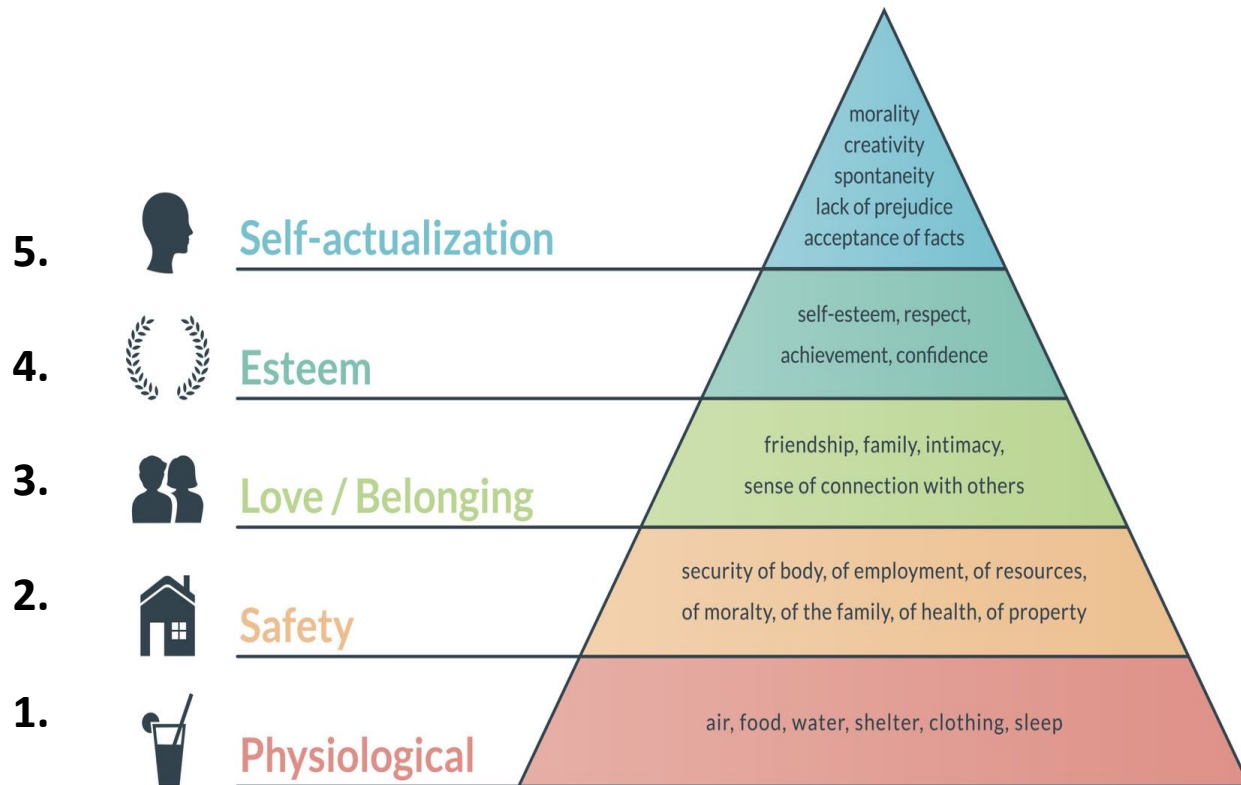 morality
creativity
spontaneity
lack of prejudice
acceptance of facts
5. Self-actualization
self-esteem, respect,
achievement, confidence
4. Esteem
friendship, family, intimacy,
sense of connection with others
3. Love / Belonging
security of body, of employment, of resources,
of moralty, of the family, of health, of property
2. Safety
air, food, water, shelter, clothing, sleep
1. Physiological